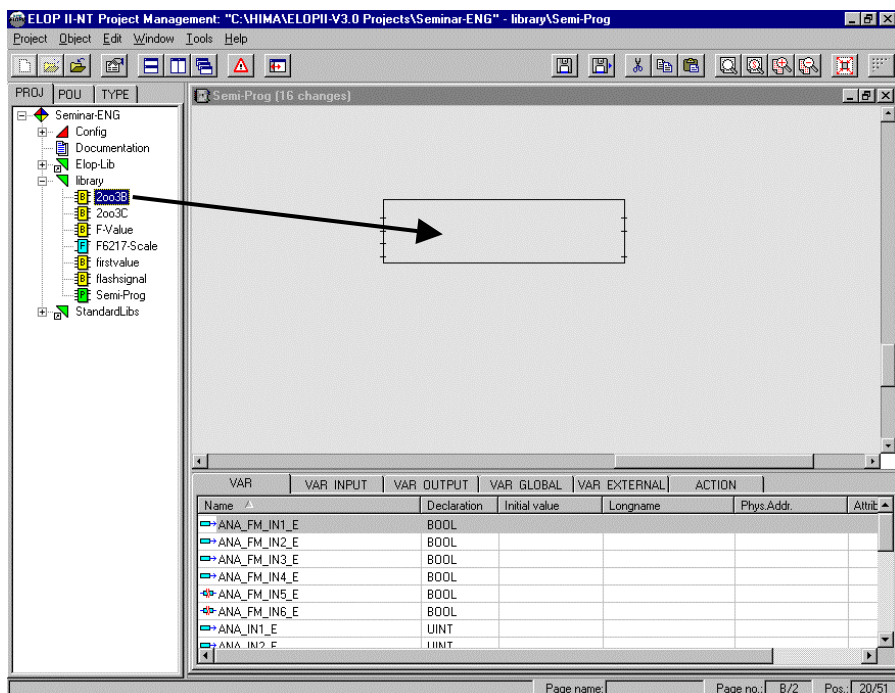 ELOP II-NT Project Management: "C:\HIMA\ELOPII-V3.0 Projects\Seminar-ENG" - library\Semi-Prog
Project Object Edit Window Tools Help
PROJ POU TYPE
Seminar-ENG
Config
Documentation
Elop-Lib
library
2oo3B
2oo3C
F-Value
F6217-Scale
firstvalue
flashsignal
Semi-Prog
StandardLibs
Semi-Prog (16 changes)
VAR VAR INPUT VAR OUTPUT VAR GLOBAL VAR EXTERNAL ACTION
Name Declaration Initial value Longname Phys.Addr. Attrib
ANA_FM_IN1_E BOOL
ANA_FM_IN2_E BOOL
ANA_FM_IN3_E BOOL
ANA_FM_IN4_E BOOL
ANA_FM_IN5_E BOOL
ANA_FM_IN6_E BOOL
ANA_IN1_E UINT
ANA_IN2_E UINT
Page name: Page no.: B/2 Pos.: 20/51